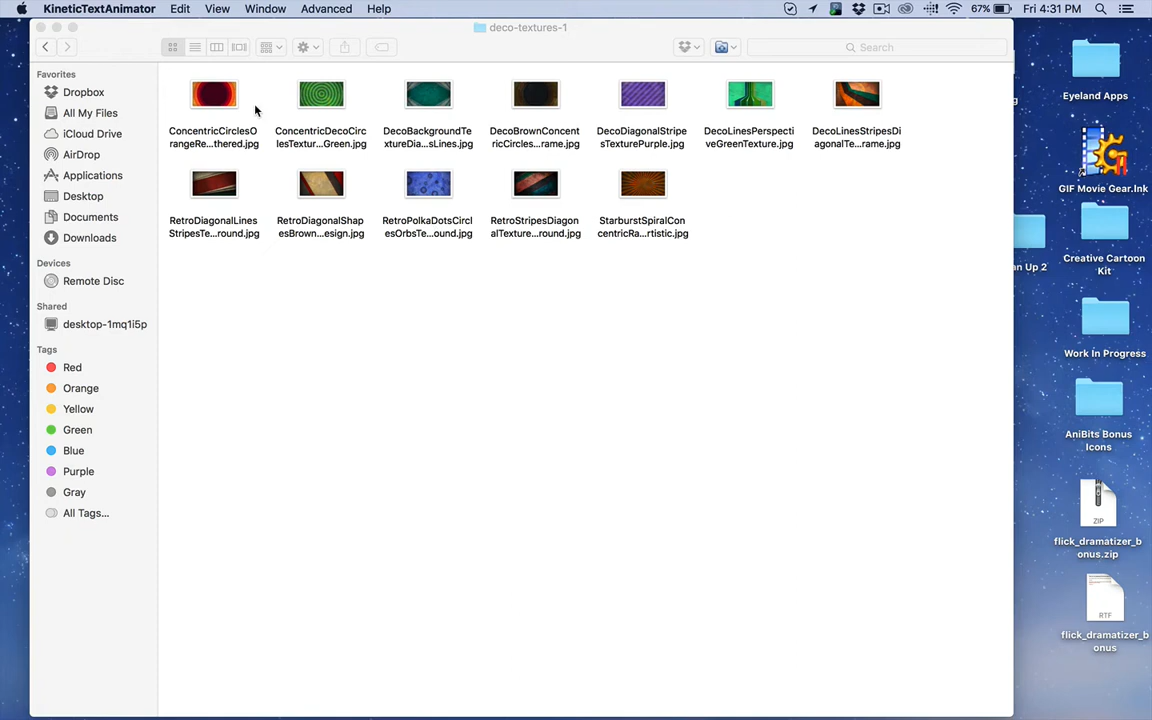 KineticTextAnimator Edit View Window Advanced Help 67% Fri 4:31 PM
deco-textures-1
Search
Favorites
Dropbox
All My Files
iCloud Drive
AirDrop
Applications
Desktop
Documents
Downloads
Devices
Remote Disc
Shared
desktop-1mq1i5p
Tags
Red
Orange
Yellow
Green
Blue
Purple
Gray
All Tags...
ConcentricCirclesO
rangeRe...thered.jpg
ConcentricDecoCirc
lesTextur...Green.jpg
DecoBackgroundTe
xtureDia...sLines.jpg
DecoBrownConcent
ricCircles...rame.jpg
DecoDiagonalStripe
sTexturePurple.jpg
DecoLinesPerspecti
veGreenTexture.jpg
DecoLinesStripesDi
agonalTe...rame.jpg
RetroDiagonalLines
StripesTe...round.jpg
RetroDiagonalShap
esBrown...esign.jpg
RetroPolkaDotsCircl
esOrbsTe...ound.jpg
RetroStripesDiagon
alTexture...round.jpg
StarburstSpiralCon
centricRa...rtistic.jpg
Eyeland Apps
g
GIF Movie Gear.lnk
an Up 2
Creative Cartoon
Kit
Work In Progress
AniBits Bonus
Icons
ZIP
flick_dramatizer_b
onus.zip
RTF
flick_dramatizer_b
onus